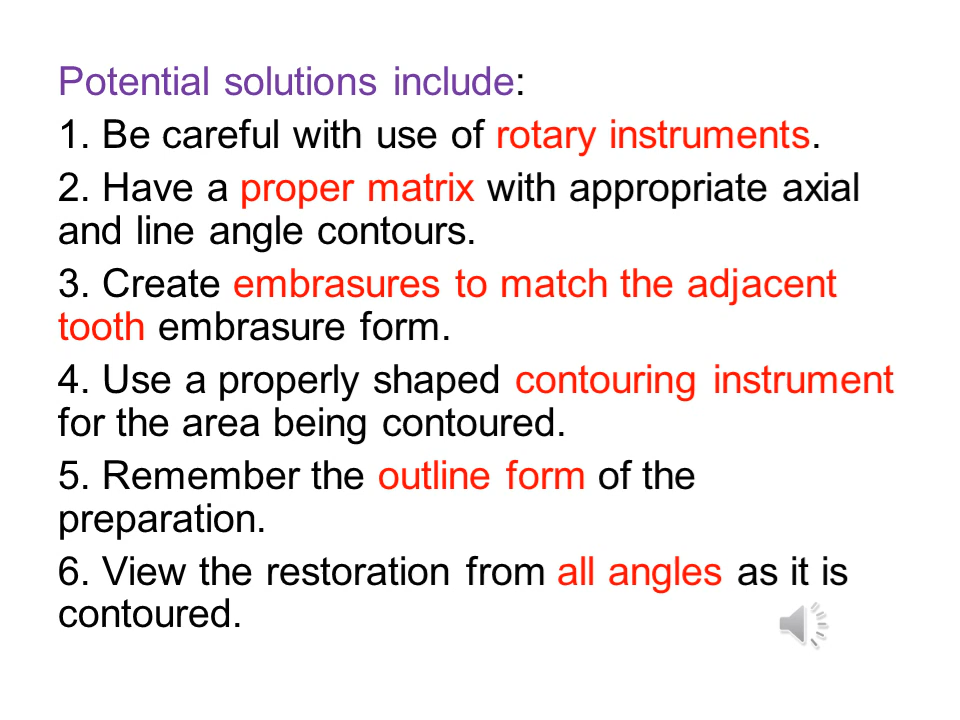 Potential solutions include:
1. Be careful with use of rotary instruments.
2. Have a proper matrix with appropriate axial
and line angle contours.
3. Create embrasures to match the adjacent
tooth embrasure form.
4. Use a properly shaped contouring instrument
for the area being contoured.
5. Remember the outline form of the
preparation.
6. View the restoration from all angles as it is
contoured.